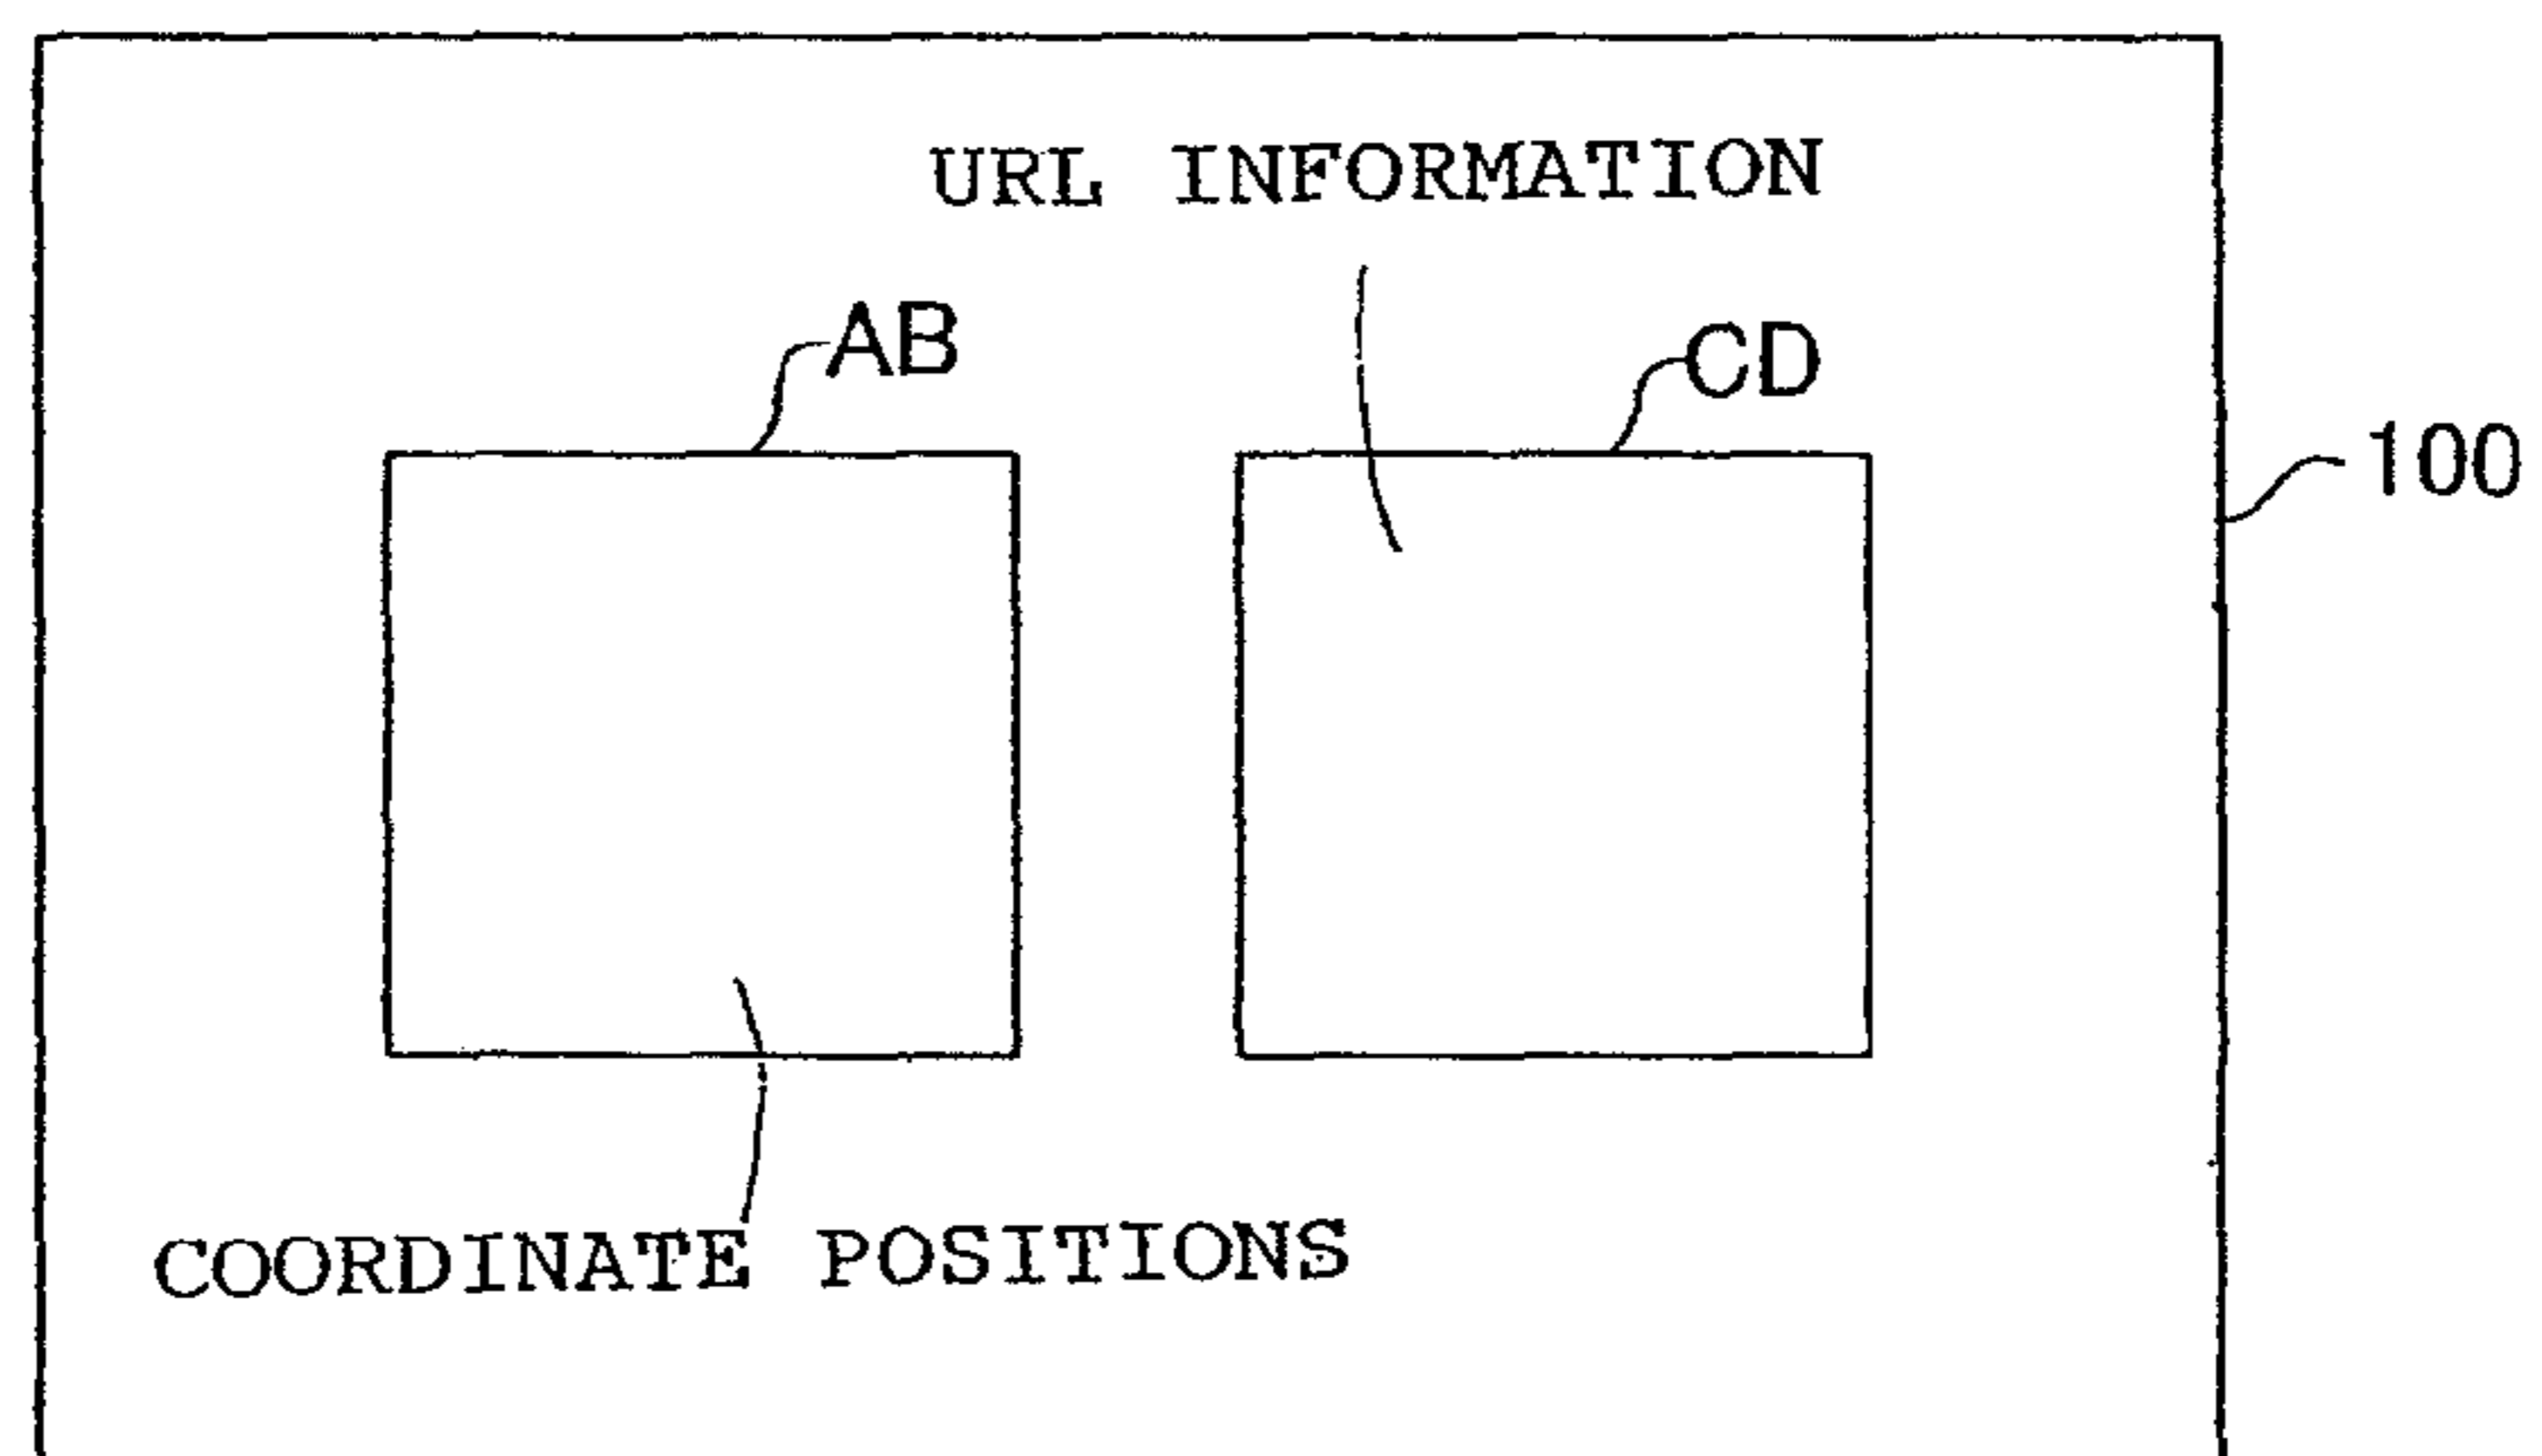 URL INFORMATION
AB
CD
100
COORDINATE POSITIONS